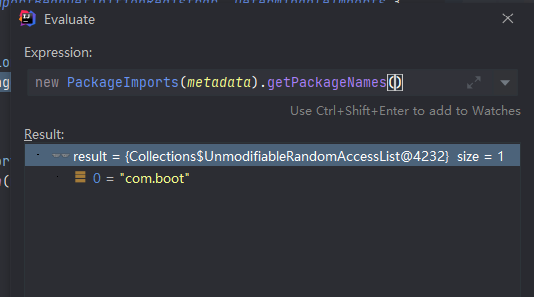 Evaluate
Expression:
new PackageImports(metadata).getPackageNames()
Use Ctrl+Shift+Enter to add to Watches
Result:
result = {Collections$UnmodifiableRandomAccessList@4232} size = 1
0 = "com.boot"